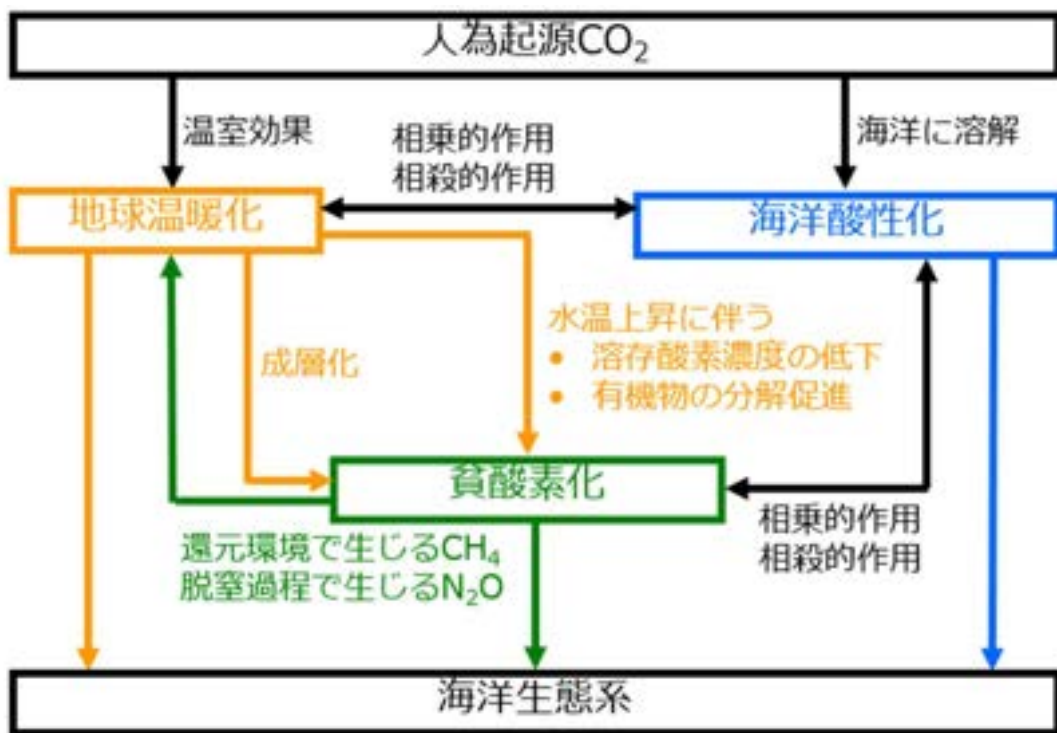 人為起源CO₂
温室効果
相乗的作用
相殺的作用
海洋に溶解
地球温暖化
海洋酸性化
成層化
水温上昇に伴う
• 溶存酸素濃度の低下
• 有機物の分解促進
貧酸素化
還元環境で生じるCH₄
脱窒過程で生じるN₂O
相乗的作用
相殺的作用
海洋生態系